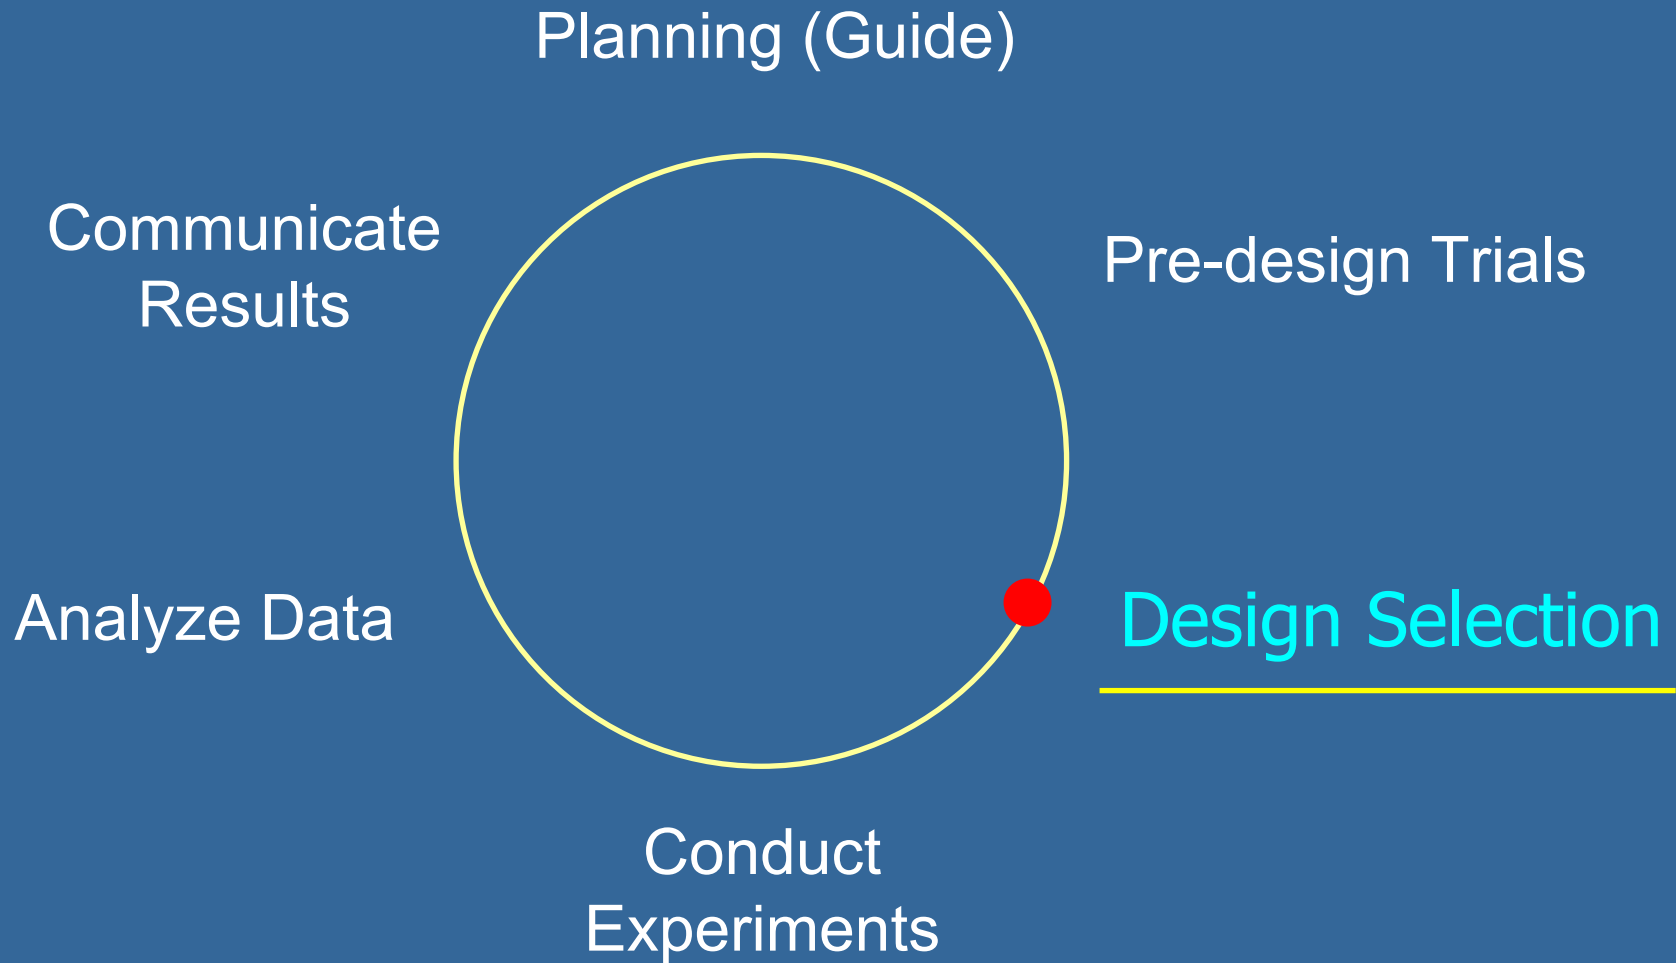 Planning (Guide)
Communicate
Results
Pre-design Trials
Analyze Data
Design Selection
Conduct
Experiments